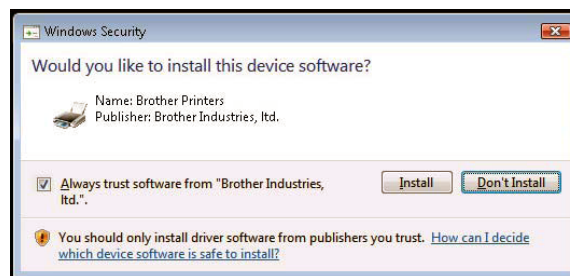 Windows Security
Would you like to install this device software?
Name: Brother Printers
Publisher: Brother Industries, ltd.
Always trust software from "Brother Industries,
ltd.".
Install
Don't Install
You should only install driver software from publishers you trust. How can I decide
which device software is safe to install?